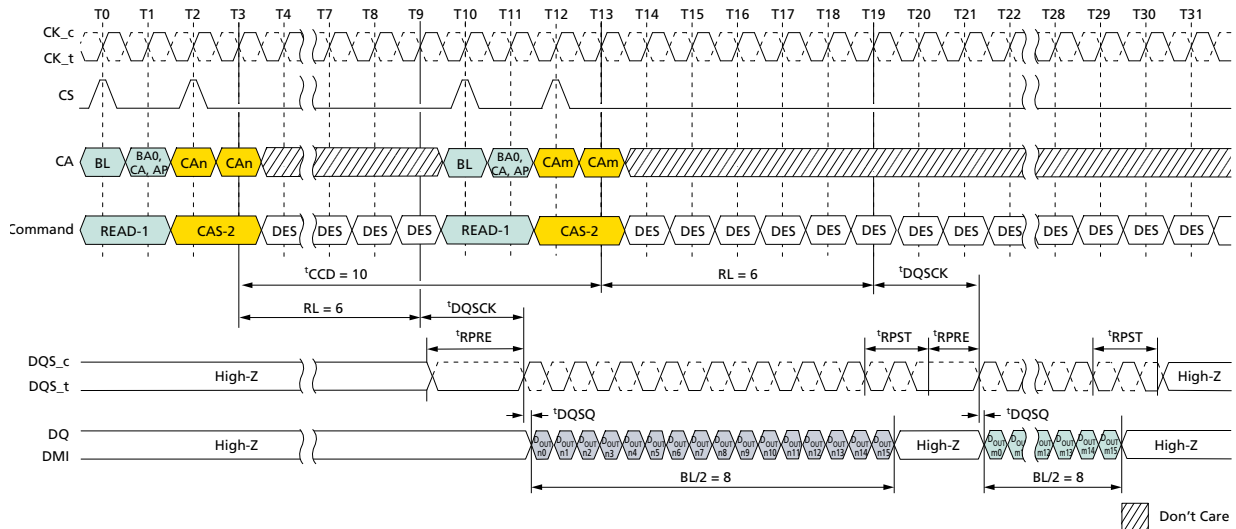 T0 T1 T2 T3 T4 T7 T8 T9 T10 T11 T12 T13 T14 T15 T16 T17 T18 T19 T20 T21 T22 T28 T29 T30 T31
CK_c
CK_t
CS
CA BL BA0, CA, AP CAn CAn BL BA0, CA, AP CAm CAm
Command READ-1 CAS-2 DES DES DES DES READ-1 CAS-2 DES DES DES DES DES DES DES DES DES DES DES DES DES
tCCD = 10 RL = 6 tDQSCK
RL = 6 tDQSCK
tRPRE tRPST tRPRE tRPST
DQS_c
DQS_t High-Z High-Z
tDQSQ tDQSQ
DQ
DMI High-Z DOUT n0 DOUT n1 DOUT n2 DOUT n3 DOUT n4 DOUT n5 DOUT n6 DOUT n7 DOUT n8 DOUT n9 DOUT n10 DOUT n11 DOUT n12 DOUT n13 DOUT n14 DOUT n15 High-Z DOUT m0 DOUT DOUT m12 DOUT m13 DOUT m14 DOUT m15 High-Z
BL/2 = 8 BL/2 = 8
Don't Care